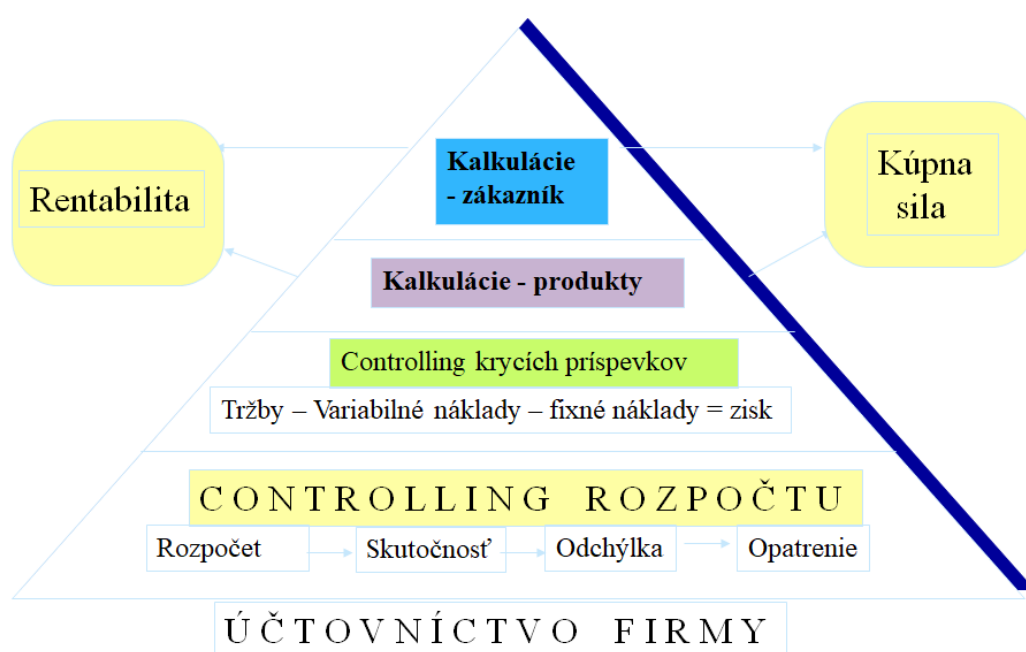 Kalkulácie
- zákazník
Rentabilita
Kúpna
sila
Kalkulácie - produkty
Controlling krycích príspevkov
Tržby – Variabilné náklady – fixné náklady = zisk
CONTROLLING ROZPOČTU
Rozpočet
Skutočnosť
Odchýlka
Opatrenie
ÚČTOVNÍCTVO FIRMY